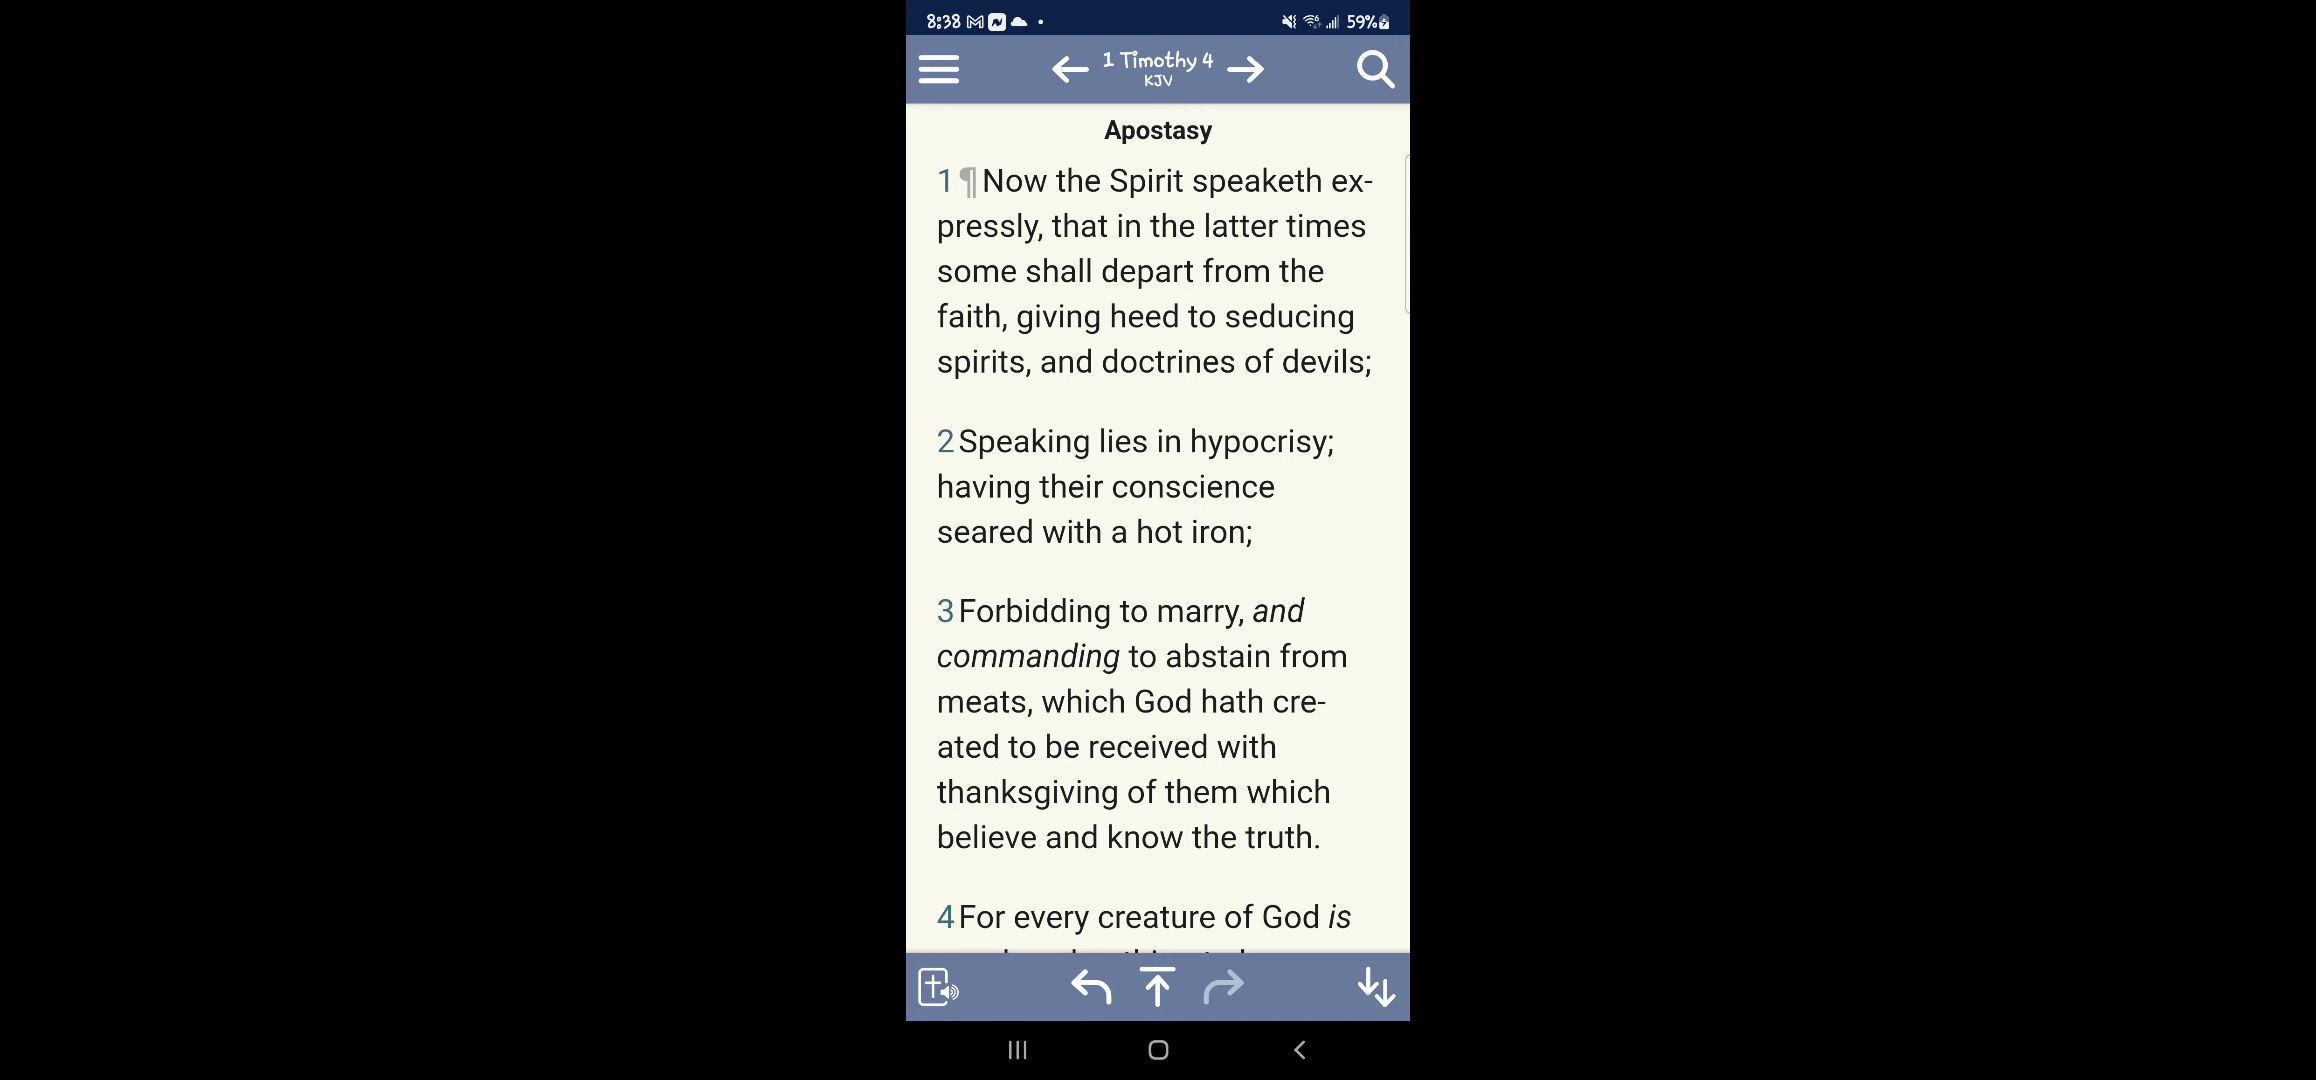 8:38
59%
1 Timothy 4
KJV
Apostasy
1 ¶ Now the Spirit speaketh ex-
pressly, that in the latter times
some shall depart from the
faith, giving heed to seducing
spirits, and doctrines of devils;
2 Speaking lies in hypocrisy;
having their conscience
seared with a hot iron;
3 Forbidding to marry, and
commanding to abstain from
meats, which God hath cre-
ated to be received with
thanksgiving of them which
believe and know the truth.
4 For every creature of God is